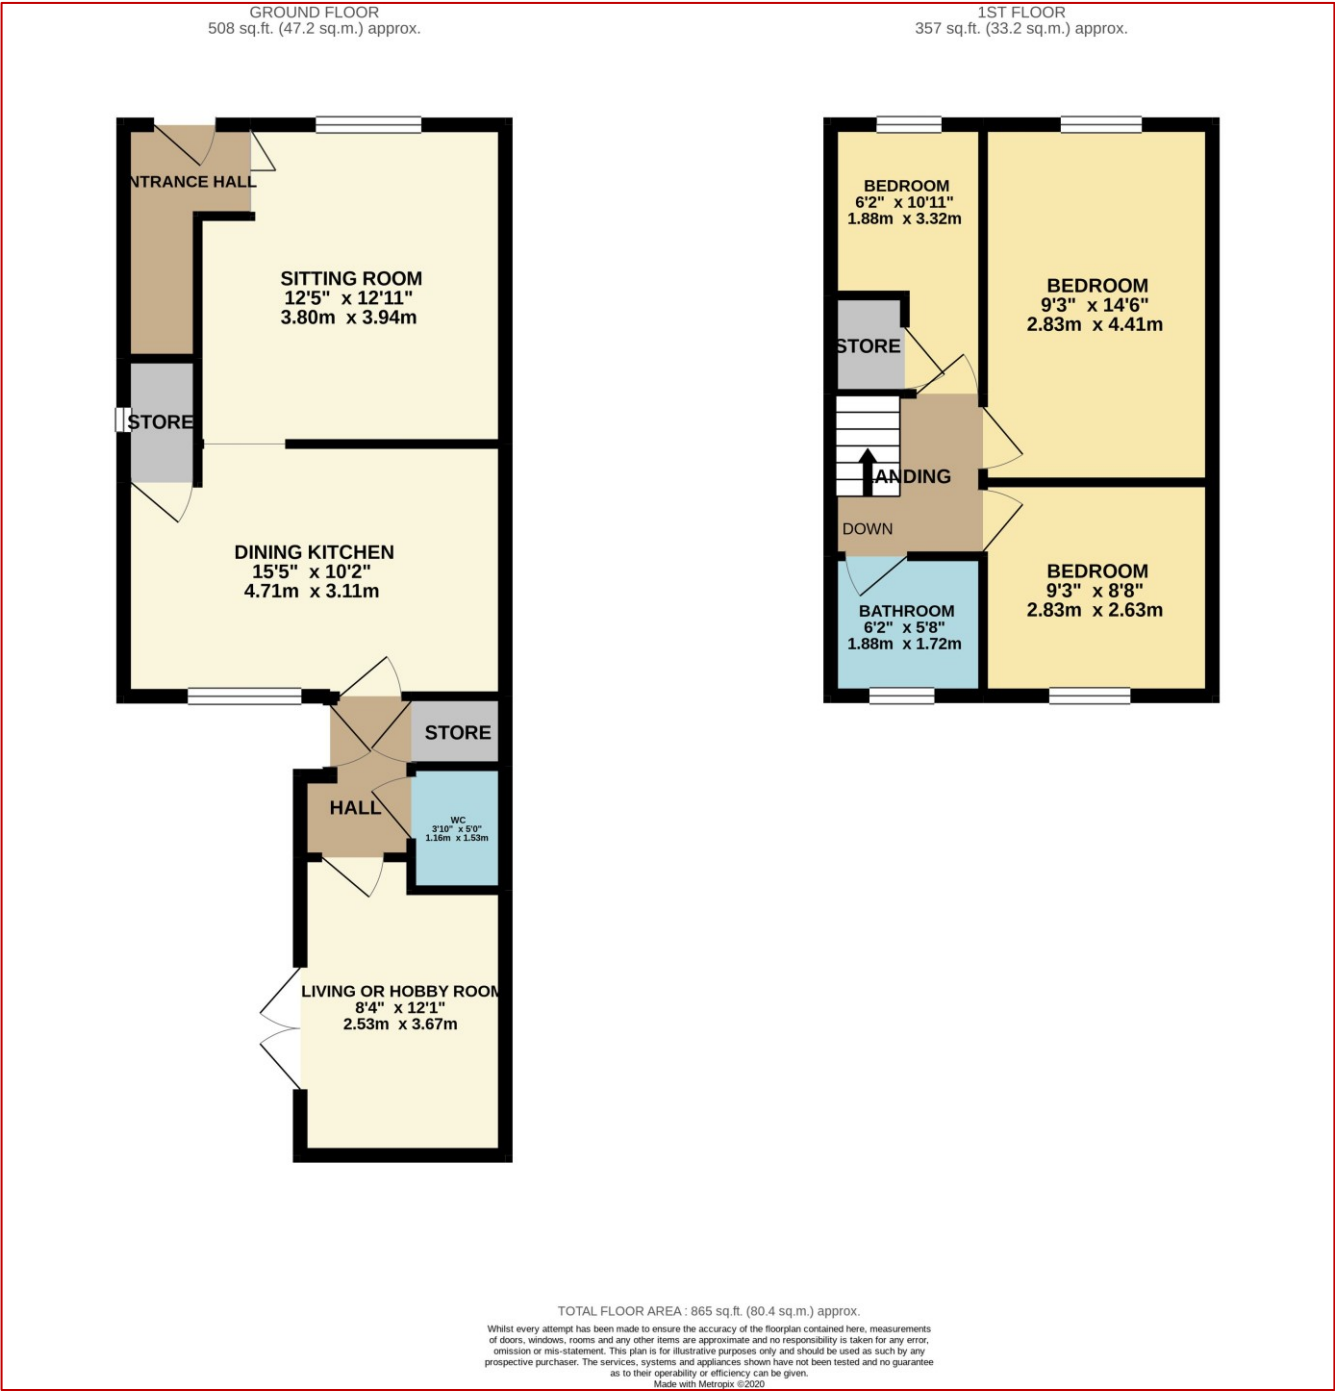 GROUND FLOOR
508 sq.ft. (47.2 sq.m.) approx.
NTRANCE HALL
SITTING ROOM
12'5" x 12'11"
3.80m x 3.94m
STORE
DINING KITCHEN
15'5" x 10'2"
4.71m x 3.11m
STORE
HALL
WC
3'10" x 5'0"
1.16m x 1.53m
LIVING OR HOBBY ROOM
8'4" x 12'1"
2.53m x 3.67m
1ST FLOOR
357 sq.ft. (33.2 sq.m.) approx.
BEDROOM
6'2" x 10'11"
1.88m x 3.32m
BEDROOM
9'3" x 14'6"
2.83m x 4.41m
STORE
LANDING
DOWN
BEDROOM
9'3" x 8'8"
2.83m x 2.63m
BATHROOM
6'2" x 5'8"
1.88m x 1.72m
TOTAL FLOOR AREA : 865 sq.ft. (80.4 sq.m.) approx.
Whilst every attempt has been made to ensure the accuracy of the floorplan contained here, measurements
of doors, windows, rooms and any other items are approximate and no responsibility is taken for any error,
omission or mis-statement. This plan is for illustrative purposes only and should be used as such by any
prospective purchaser. The services, systems and appliances shown have not been tested and no guarantee
as to their operability or efficiency can be given.
Made with Metropix ©2020